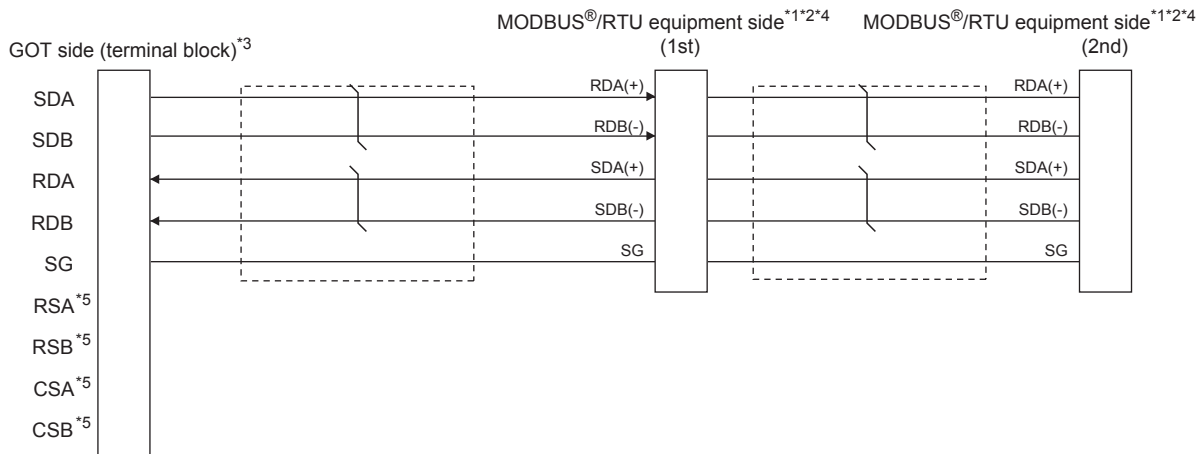 MODBUS®/RTU equipment side*1*2*4
(1st)
MODBUS®/RTU equipment side*1*2*4
(2nd)
GOT side (terminal block)*3
SDA
RDA(+)
RDA(+)
SDB
RDB(-)
RDB(-)
RDA
SDA(+)
SDA(+)
RDB
SDB(-)
SDB(-)
SG
SG
SG
RSA*5
RSB*5
CSA*5
CSB*5